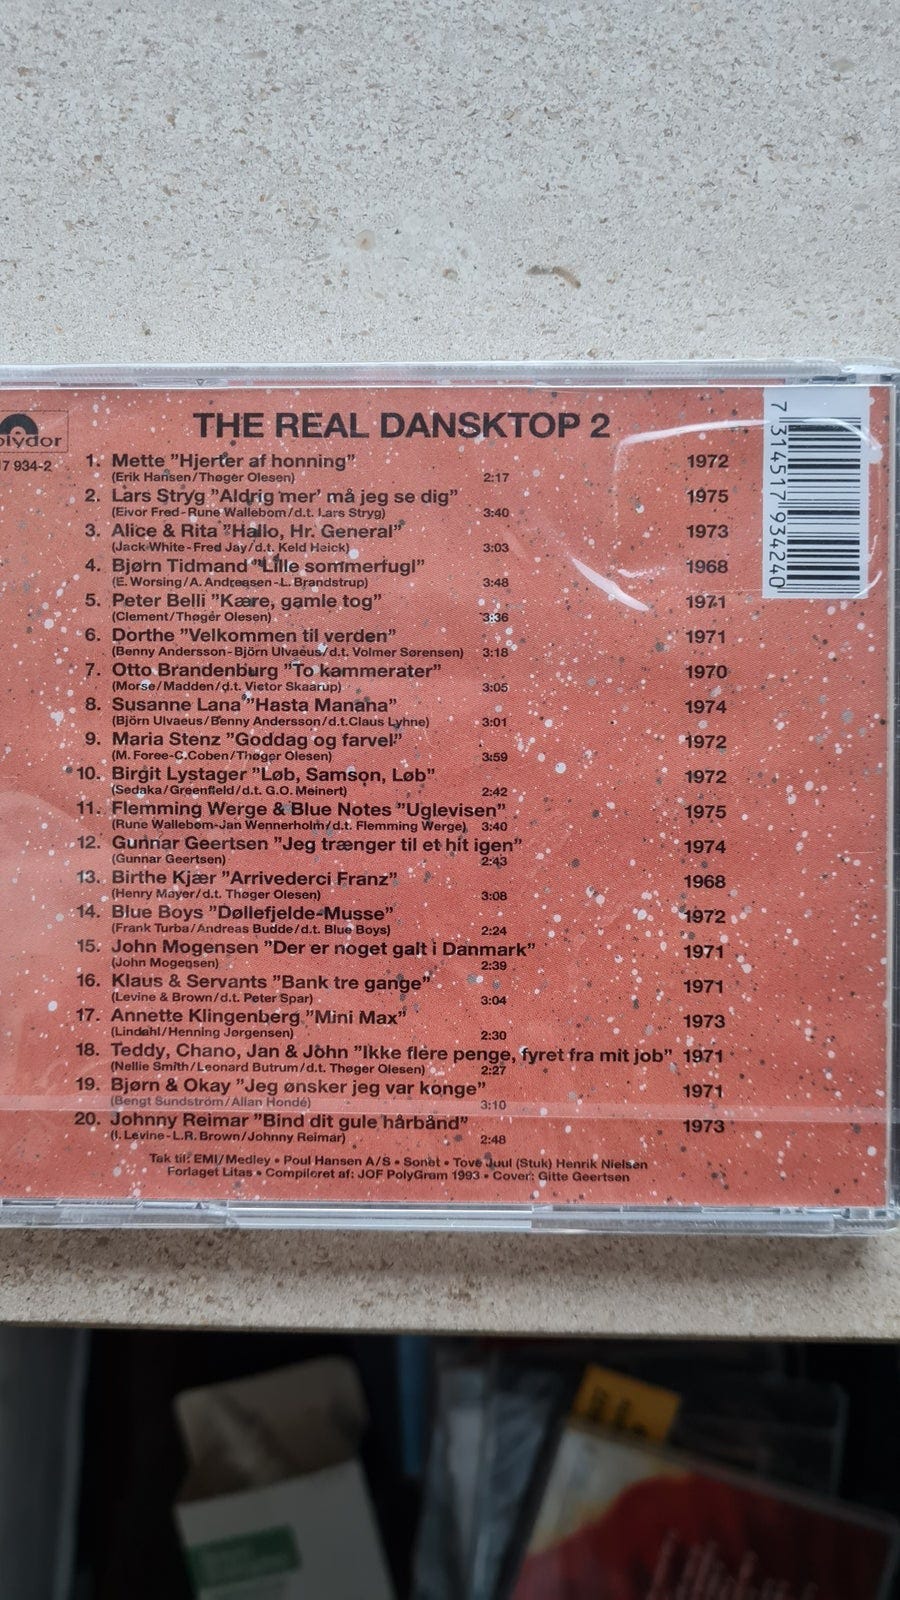 THE REAL DANSKTOP 2
olydor
17 934-2
1. Mette "Hjerter af honning" 1972
(Erik Hansen/Thøger Olesen) 2:17
2. Lars Stryg "Aldrig mer' må jeg se dig" 1975
(Eivor Fred-Rune Wallebom/d.t. Lars Stryg) 3:40
3. Alice & Rita "Hallo, Hr. General" 1973
(Jack White-Fred Jay/d.t. Keld Heick) 3:03
4. Bjørn Tidmand "Lille sommerfugl" 1968
(E. Worsing/A. Andreasen-L. Brandstrup) 3:48
5. Peter Belli "Kære, gamle tog" 1971
(Clement/Thøger Olesen) 3:36
6. Dorthe "Velkommen til verden" 1971
(Benny Andersson-Björn Ulvaeus/d.t. Volmer Sørensen) 3:18
7. Otto Brandenburg "To kammerater" 1970
(Morse/Madden/d.t. Victor Skaarup) 3:05
8. Susanne Lana "Hasta Manana" 1974
(Björn Ulvaeus/Benny Andersson/d.t.Claus Lyhne) 3:01
9. Maria Stenz "Goddag og farvel" 1972
(M. Foree-C.Coben/Thøger Olesen) 3:59
10. Birgit Lystager "Løb, Samson, Løb" 1972
(Sedaka/Greenfield/d.t. G.O. Meinert) 2:42
11. Flemming Werge & Blue Notes "Uglevisen" 1975
(Rune Wallebom-Jan Wennerholm/d.t. Flemming Werge) 3:40
12. Gunnar Geertsen "Jeg trænger til et hit igen" 1974
(Gunnar Geertsen) 2:43
13. Birthe Kjær "Arrivederci Franz" 1968
(Henry Mayer/d.t. Thøger Olesen) 3:08
14. Blue Boys "Døllefjelde-Musse" 1972
(Frank Turba/Andreas Budde/d.t. Blue Boys) 2:24
15. John Mogensen "Der er noget galt i Danmark" 1971
(John Mogensen) 2:39
16. Klaus & Servants "Bank tre gange" 1971
(Levine & Brown/d.t. Peter Spar) 3:04
17. Annette Klingenberg "Mini Max" 1973
(Lindahl/Henning Jørgensen) 2:30
18. Teddy, Chano, Jan & John "Ikke flere penge, fyret fra mit job" 1971
(Nellie Smith/Leonard Butrum/d.t. Thøger Olesen) 2:27
19. Bjørn & Okay "Jeg ønsker jeg var konge" 1971
(Bengt Sundström/Allan Hondé) 3:10
20. Johnny Reimar "Bind dit gule hårbånd" 1973
(I. Levine-L.R. Brown/Johnny Reimar) 2:48
Tak til: EMI/Medley • Poul Hansen A/S • Sonet • Tove Juul (Stuk) Henrik Nielsen
Forlaget Litas • Compileret af: JOF PolyGram 1993 • Cover: Gitte Geertsen
7 314517 934240